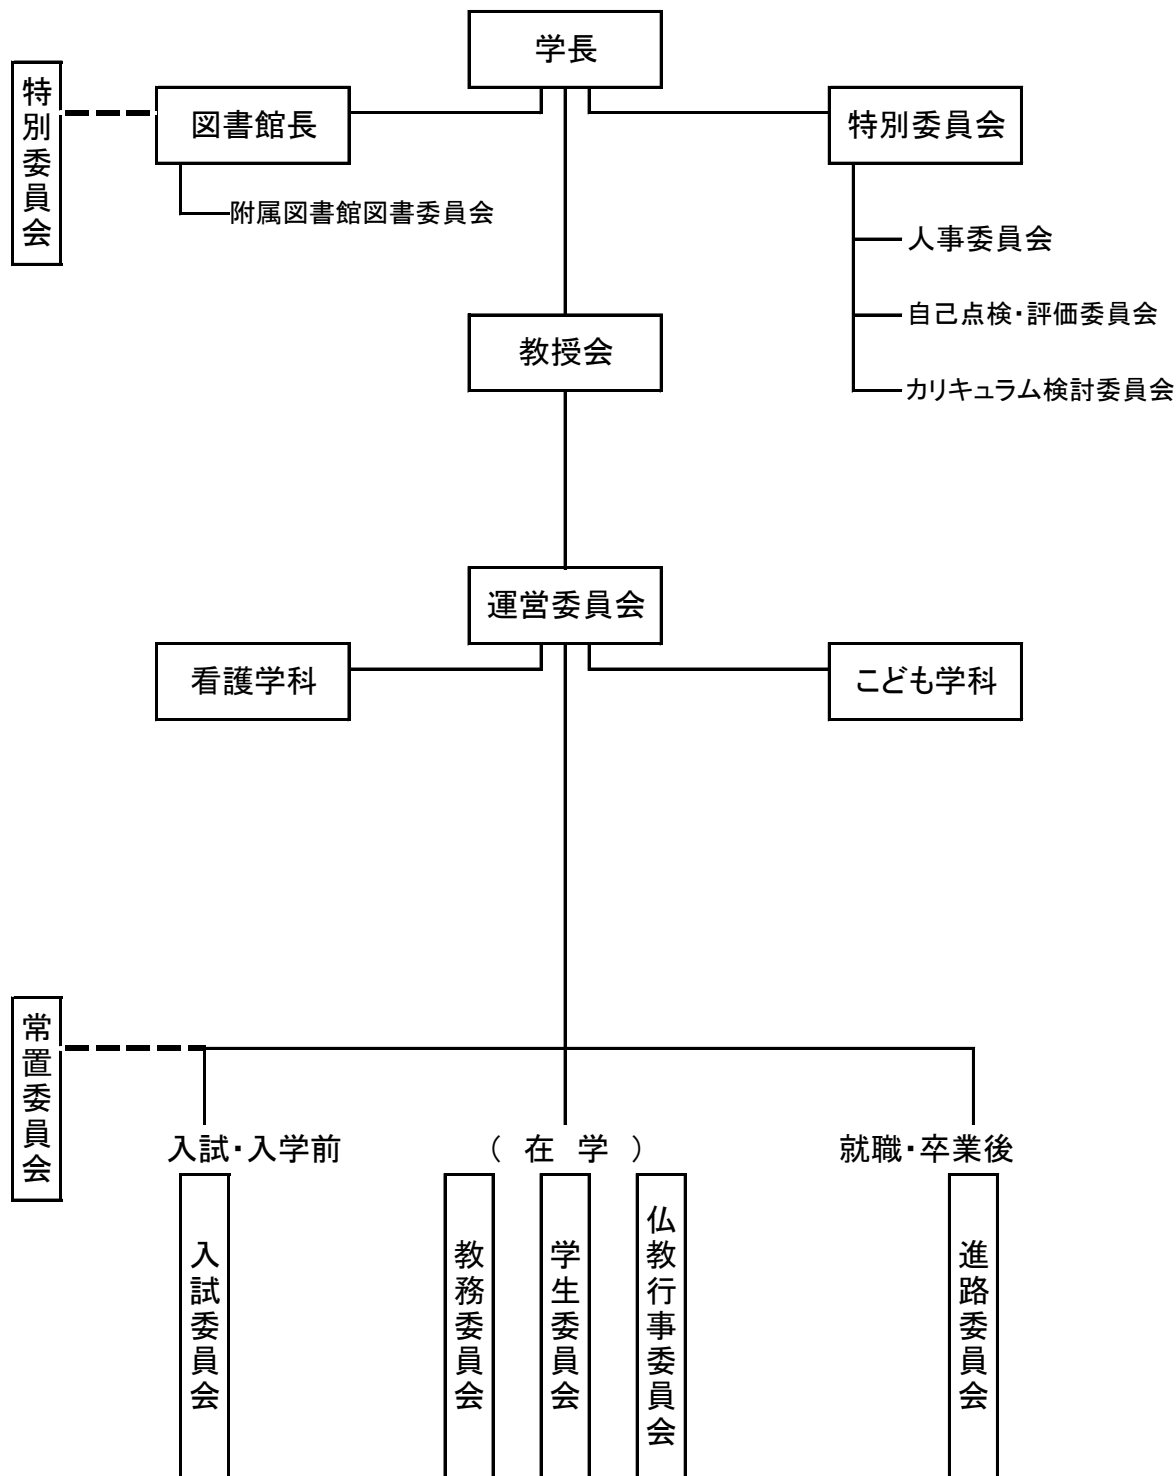 学長
特別委員会
図書館長
特別委員会
附属図書館図書委員会
人事委員会
自己点検・評価委員会
カリキュラム検討委員会
教授会
運営委員会
看護学科
こども学科
常置委員会
入試・入学前
（ 在 学 ）
就職・卒業後
入試委員会
教務委員会
学生委員会
仏教行事委員会
進路委員会